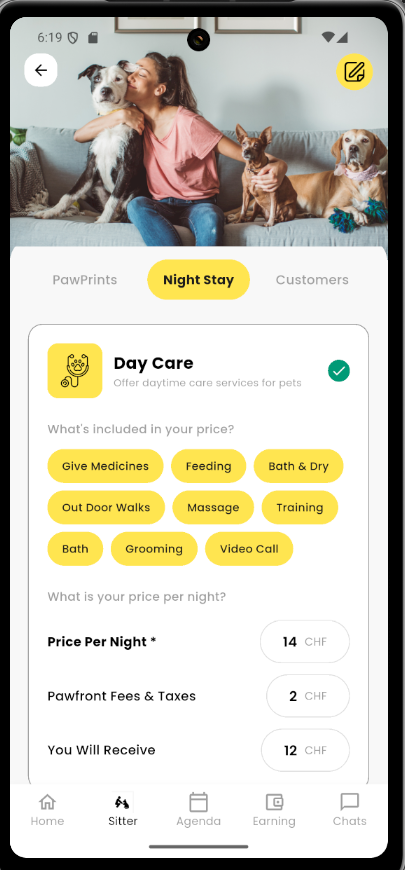 6:19
PawPrints Night Stay Customers
Day Care
Offer daytime care services for pets
What's included in your price?
Give Medicines Feeding Bath & Dry
Out Door Walks Massage Training
Bath Grooming Video Call
What is your price per night?
Price Per Night * 14 CHF
Pawfront Fees & Taxes 2 CHF
You Will Receive 12 CHF
Home Sitter Agenda Earning Chats